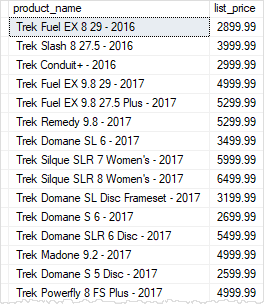 product_name list_price
Trek Fuel EX 8 29 - 2016 2899.99
Trek Slash 8 27.5 - 2016 3999.99
Trek Conduit+ - 2016 2999.99
Trek Fuel EX 9.8 29 - 2017 4999.99
Trek Fuel EX 9.8 27.5 Plus - 2017 5299.99
Trek Remedy 9.8 - 2017 5299.99
Trek Domane SL 6 - 2017 3499.99
Trek Silque SLR 7 Women's - 2017 5999.99
Trek Silque SLR 8 Women's - 2017 6499.99
Trek Domane SL Disc Frameset - 2017 3199.99
Trek Domane S 6 - 2017 2699.99
Trek Domane SLR 6 Disc - 2017 5499.99
Trek Madone 9.2 - 2017 4999.99
Trek Domane S 5 Disc - 2017 2599.99
Trek Powerfly 8 FS Plus - 2017 4999.99